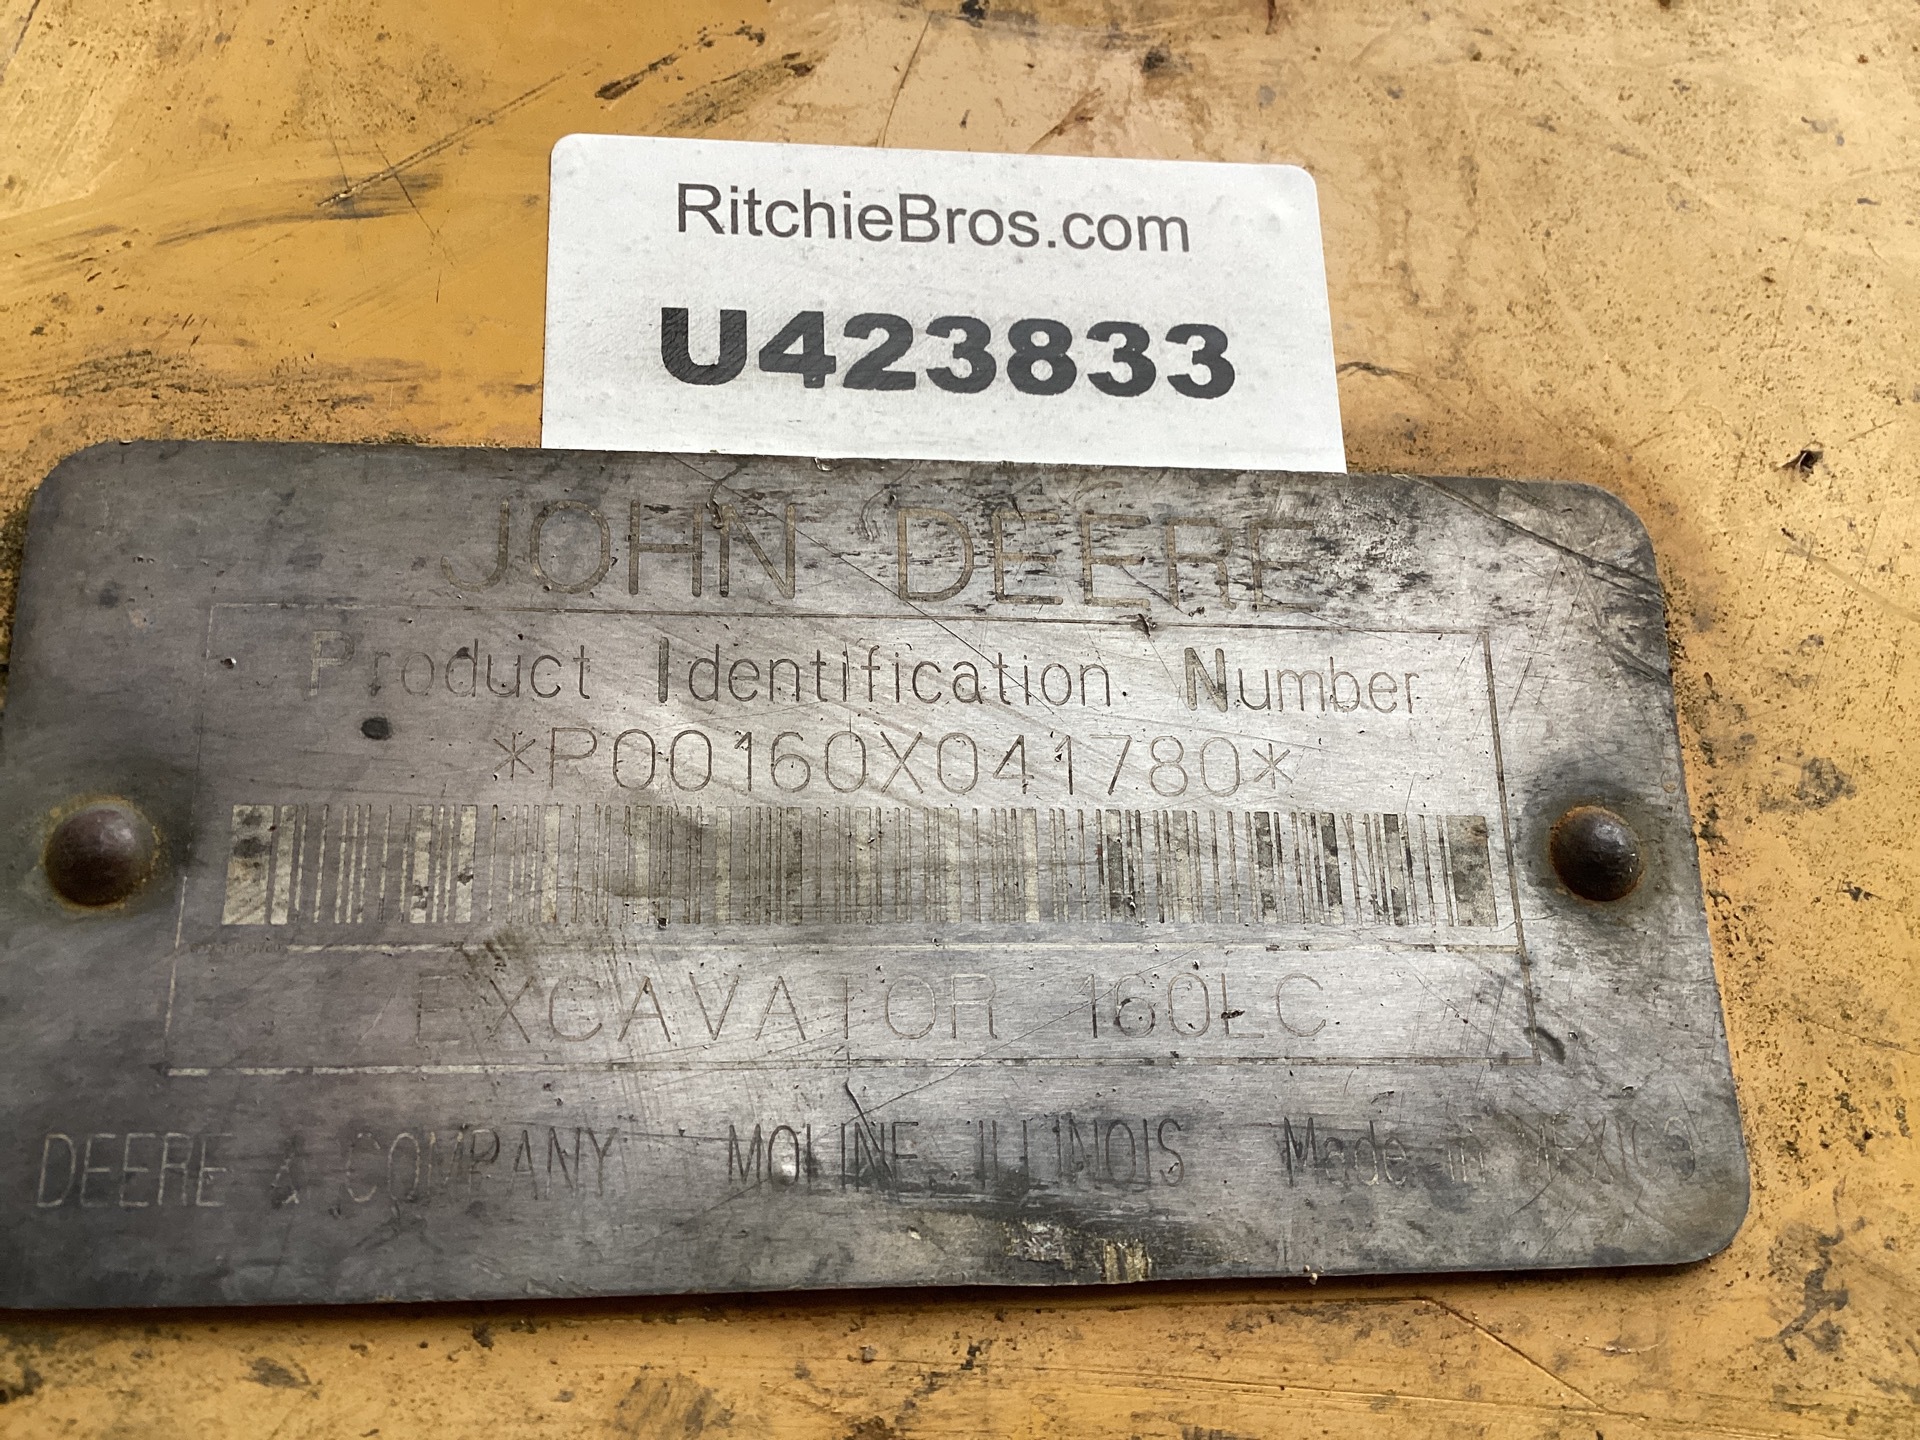 RitchieBros.com
U423833
JOHN DEERE
Product Identification Number
*P00160X041780*
EXCAVATOR 160LC
DEERE & COMPANY MOLINE, ILLINOIS Made in MEXICO